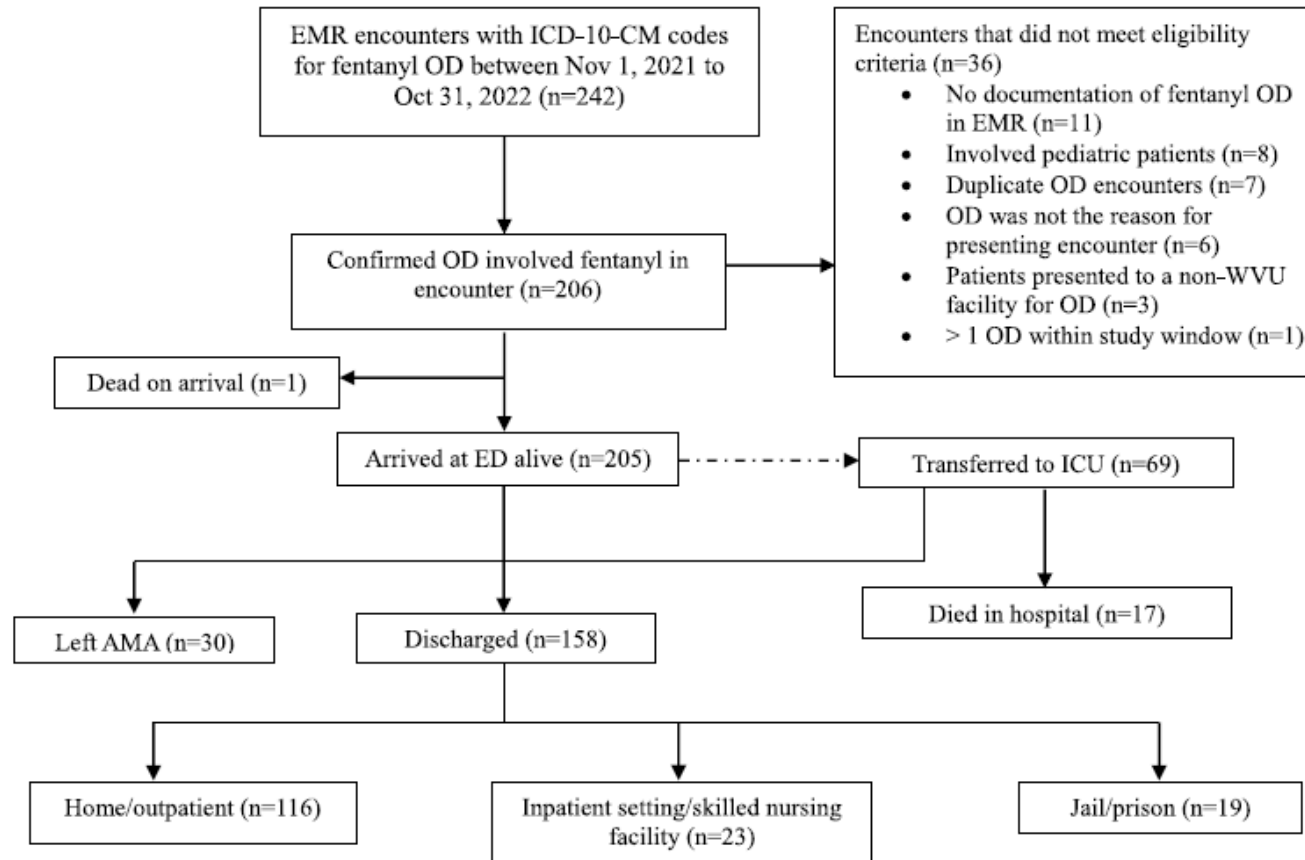 EMR encounters with ICD-10-CM codes
for fentanyl OD between Nov 1, 2021 to
Oct 31, 2022 (n=242)
Encounters that did not meet eligibility
criteria (n=36)
• No documentation of fentanyl OD
in EMR (n=11)
• Involved pediatric patients (n=8)
• Duplicate OD encounters (n=7)
• OD was not the reason for
presenting encounter (n=6)
• Patients presented to a non-WVU
facility for OD (n=3)
• > 1 OD within study window (n=1)
Confirmed OD involved fentanyl in
encounter (n=206)
Dead on arrival (n=1)
Arrived at ED alive (n=205)
Transferred to ICU (n=69)
Left AMA (n=30)
Discharged (n=158)
Died in hospital (n=17)
Home/outpatient (n=116)
Inpatient setting/skilled nursing
facility (n=23)
Jail/prison (n=19)